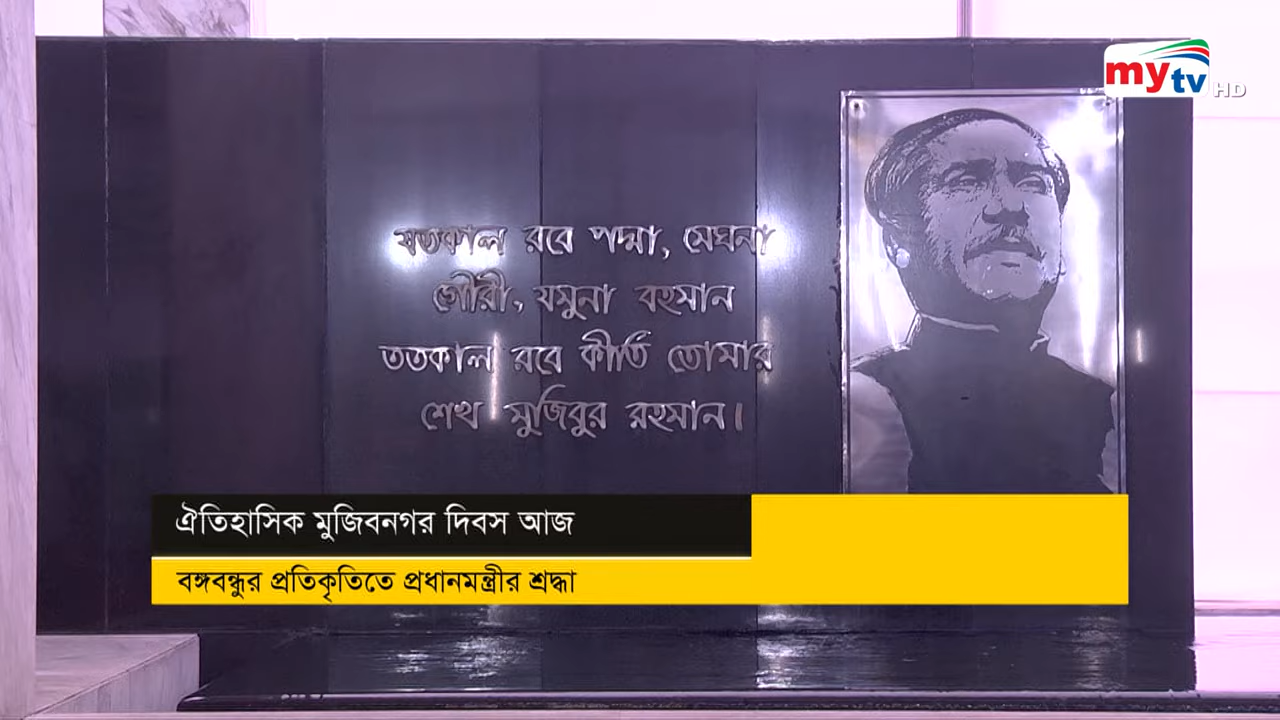 mytv HD
যতকাল রবে পদ্মা, মেঘনা
গৌরী, যমুনা বহমান
ততকাল রবে কীর্তি তোমার
শেখ মুজিবুর রহমান।
ঐতিহাসিক মুজিবনগর দিবস আজ
বঙ্গবন্ধুর প্রতিকৃতিতে প্রধানমন্ত্রীর শ্রদ্ধা